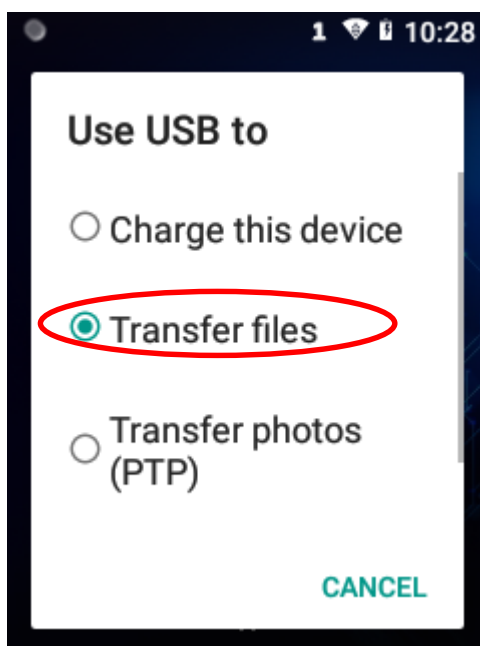 1 10:28
Use USB to
Charge this device
Transfer files
Transfer photos
(PTP)
CANCEL